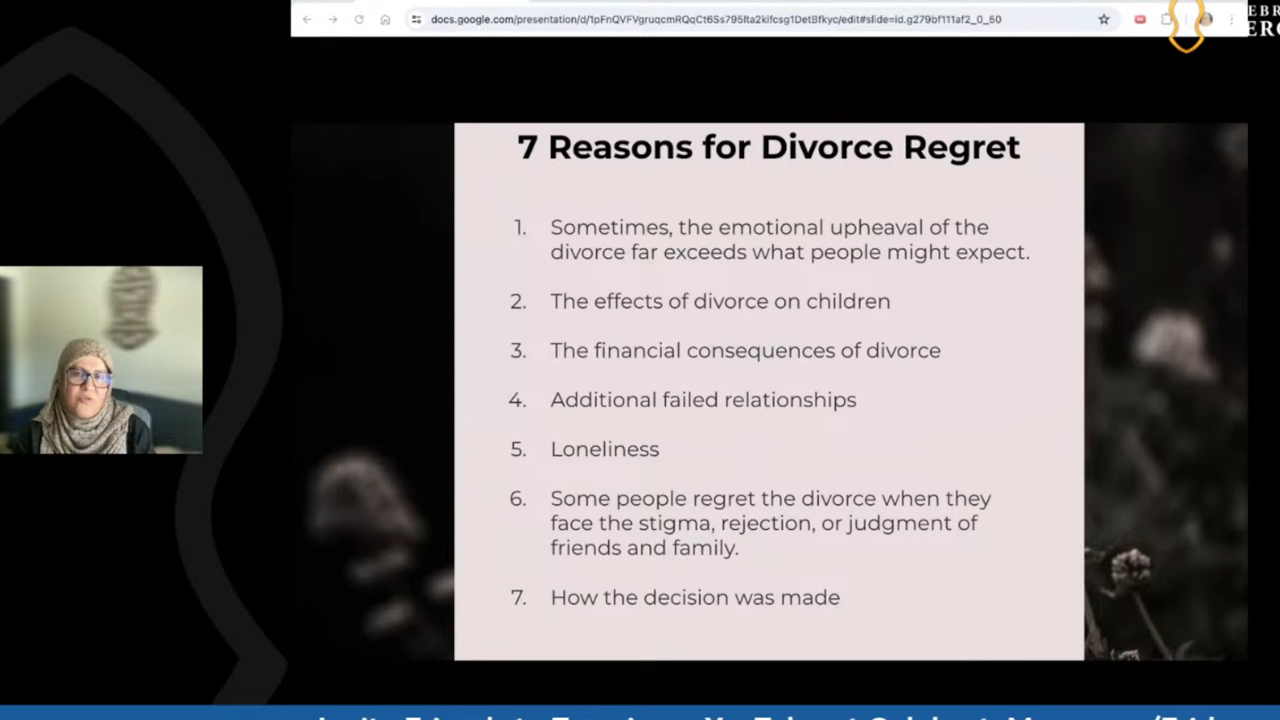 docs.google.com/presentation/d/1pFnQVFVgruqcmRQqCt6Ss795lta2kifcsg1DetBfkyc/edit#slide=id.g279bf111af2_0_50
7 Reasons for Divorce Regret
1. Sometimes, the emotional upheaval of the
divorce far exceeds what people might expect.
2. The effects of divorce on children
3. The financial consequences of divorce
4. Additional failed relationships
5. Loneliness
6. Some people regret the divorce when they
face the stigma, rejection, or judgment of
friends and family.
7. How the decision was made